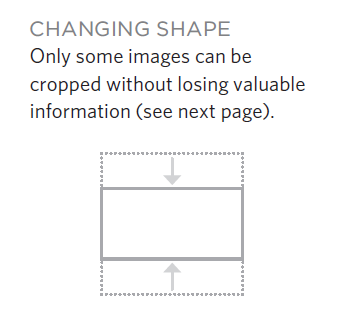 CHANGING SHAPE
Only some images can be
cropped without losing valuable
information (see next page).